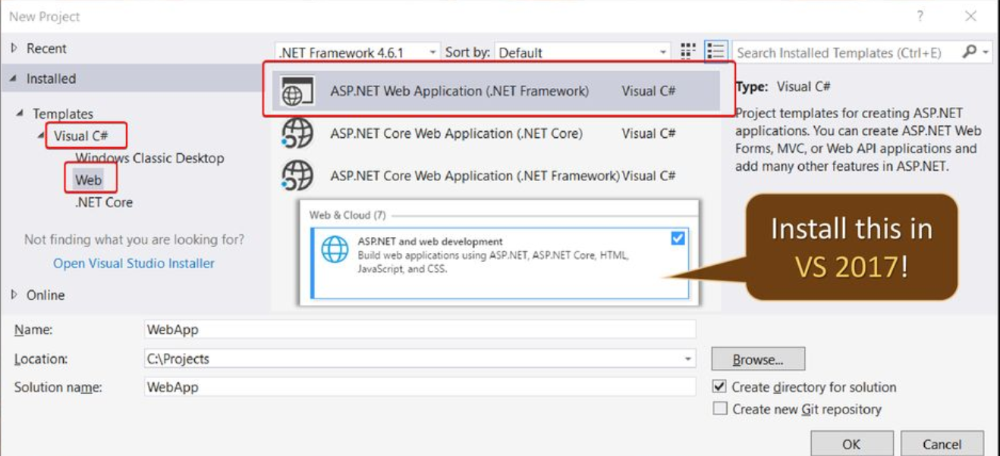 New Project
Recent
.NET Framework 4.6.1
Sort by: Default
Search Installed Templates (Ctrl+E)
Installed
Templates
Visual C#
Windows Classic Desktop
Web
.NET Core
Not finding what you are looking for?
Open Visual Studio Installer
Online
ASP.NET Web Application (.NET Framework) Visual C#
ASP.NET Core Web Application (.NET Core) Visual C#
ASP.NET Core Web Application (.NET Framework) Visual C#
Type: Visual C#
Project templates for creating ASP.NET
applications. You can create ASP.NET Web
Forms, MVC, or Web API applications and
add many other features in ASP.NET.
Web & Cloud (7)
ASP.NET and web development
Build web applications using ASP.NET, ASP.NET Core, HTML,
JavaScript, and CSS.
Install this in
VS 2017!
Name: WebApp
Location: C:\Projects
Browse...
Solution name: WebApp
Create directory for solution
Create new Git repository
OK
Cancel